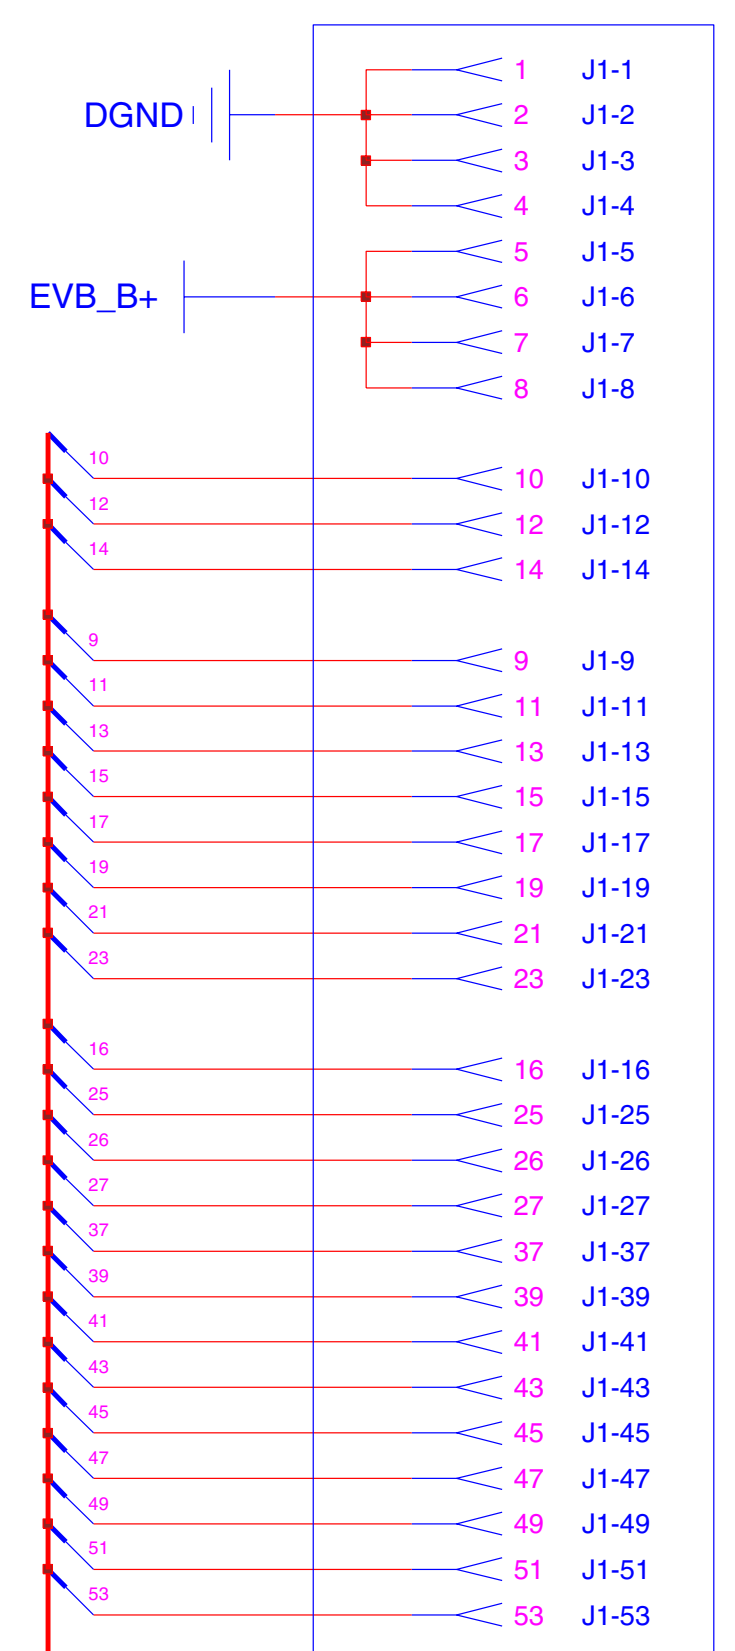 1 J1-1
DGND 2 J1-2
3 J1-3
4 J1-4
5 J1-5
EVB_B+ 6 J1-6
7 J1-7
8 J1-8
10 10 J1-10
12 12 J1-12
14 14 J1-14
9 9 J1-9
11 11 J1-11
13 13 J1-13
15 15 J1-15
17 17 J1-17
19 19 J1-19
21 21 J1-21
23 23 J1-23
16 16 J1-16
25 25 J1-25
26 26 J1-26
27 27 J1-27
37 37 J1-37
39 39 J1-39
41 41 J1-41
43 43 J1-43
45 45 J1-45
47 47 J1-47
49 49 J1-49
51 51 J1-51
53 53 J1-53